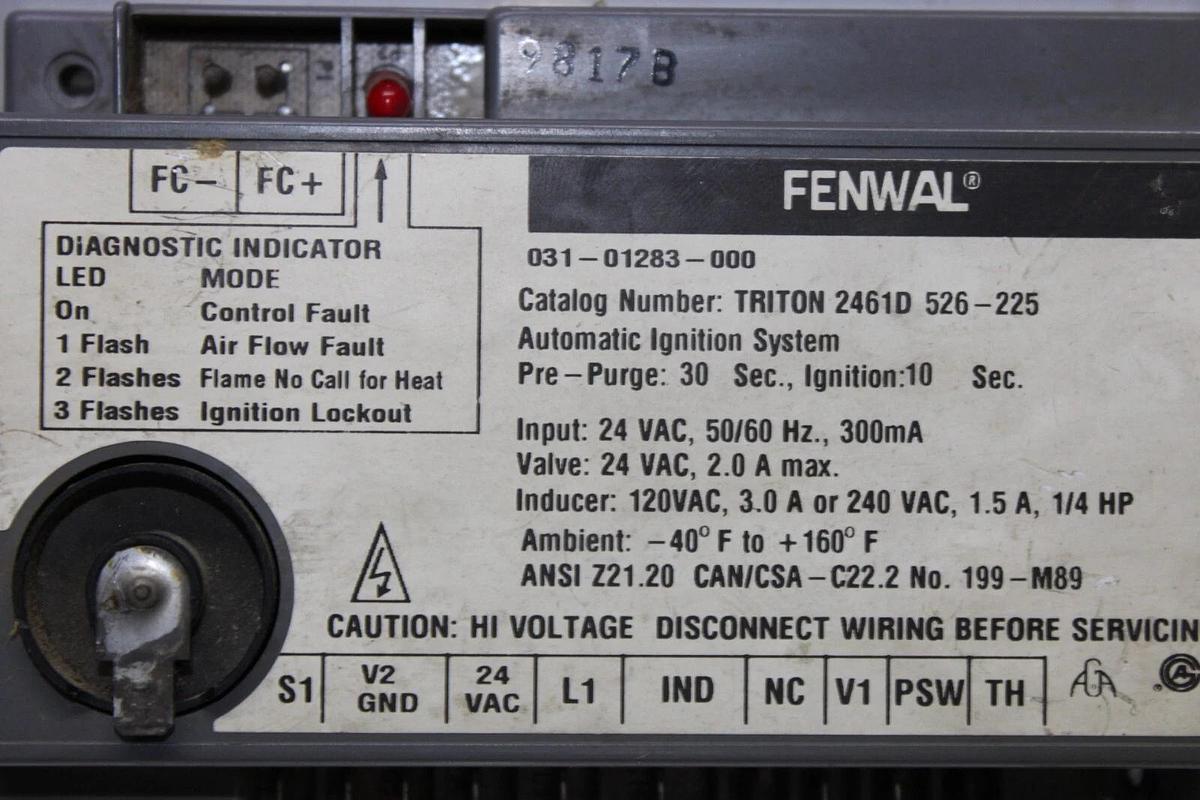 9817B
FC− FC+
FENWAL®
DIAGNOSTIC INDICATOR
LED MODE
On Control Fault
1 Flash Air Flow Fault
2 Flashes Flame No Call for Heat
3 Flashes Ignition Lockout
031−01283−000
Catalog Number: TRITON 2461D 526−225
Automatic Ignition System
Pre−Purge: 30 Sec., Ignition:10 Sec.
Input: 24 VAC, 50/60 Hz., 300mA
Valve: 24 VAC, 2.0 A max.
Inducer: 120VAC, 3.0 A or 240 VAC, 1.5 A, 1/4 HP
Ambient: −40° F to +160° F
ANSI Z21.20 CAN/CSA−C22.2 No. 199−M89
CAUTION: HI VOLTAGE DISCONNECT WIRING BEFORE SERVICIN
S1 V2 GND 24 VAC L1 IND NC V1 PSW TH